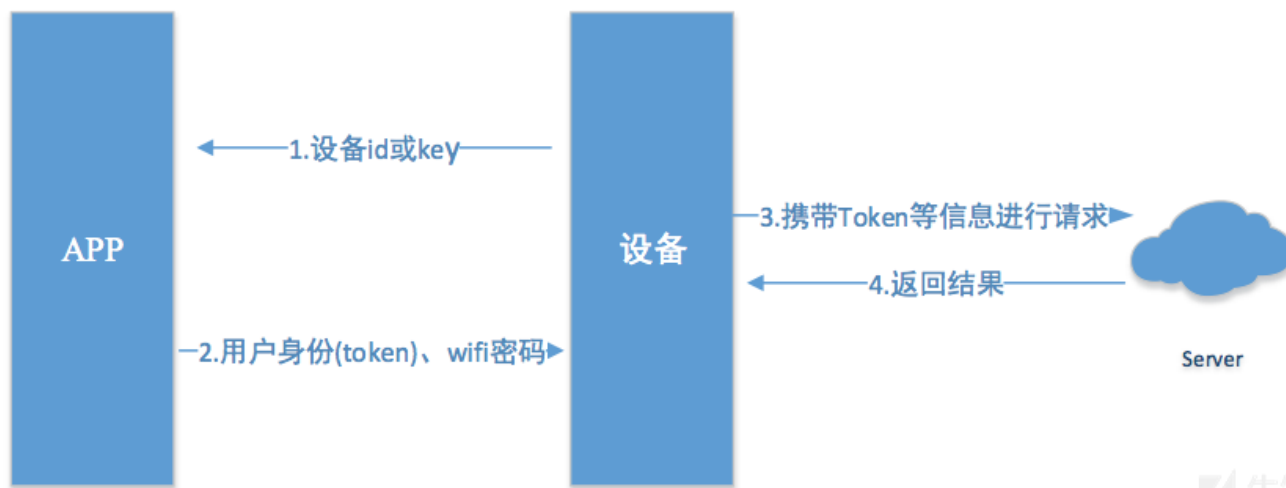 1.设备id或key
APP
设备
3.携带Token等信息进行请求
4.返回结果
2.用户身份(token)、wifi密码
Server